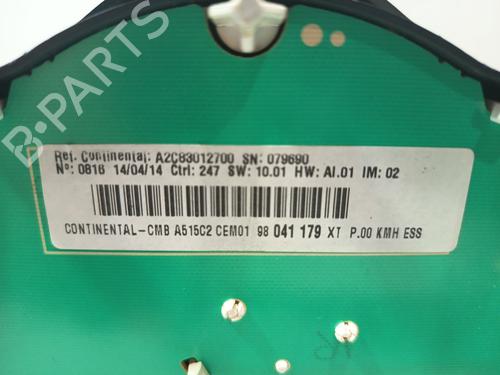 Ref. Continental: A2C83012700 SN: 079690
Nº: 0816 14/04/14 Ctrl: 247 SW: 10.01 HW: AI.01 IM: 02
CONTINENTAL-CMB A515C2 CEM01 98 041 179 XT P.00 KMH ESS
B-PARTS